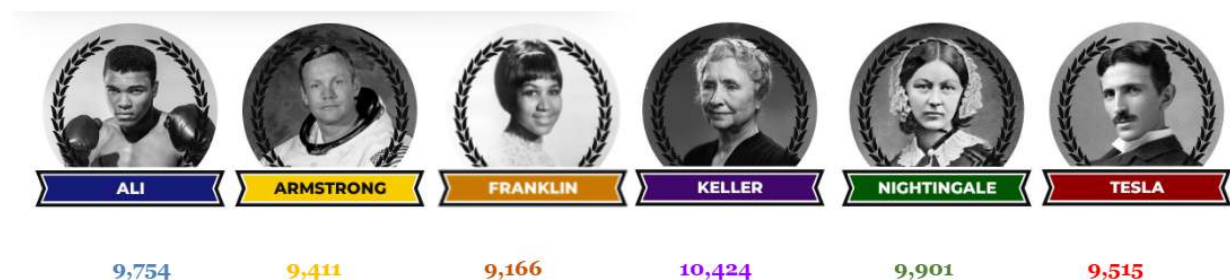 ALI ARMSTRONG FRANKLIN KELLER NIGHTINGALE TESLA
9,754 9,411 9,166 10,424 9,901 9,515